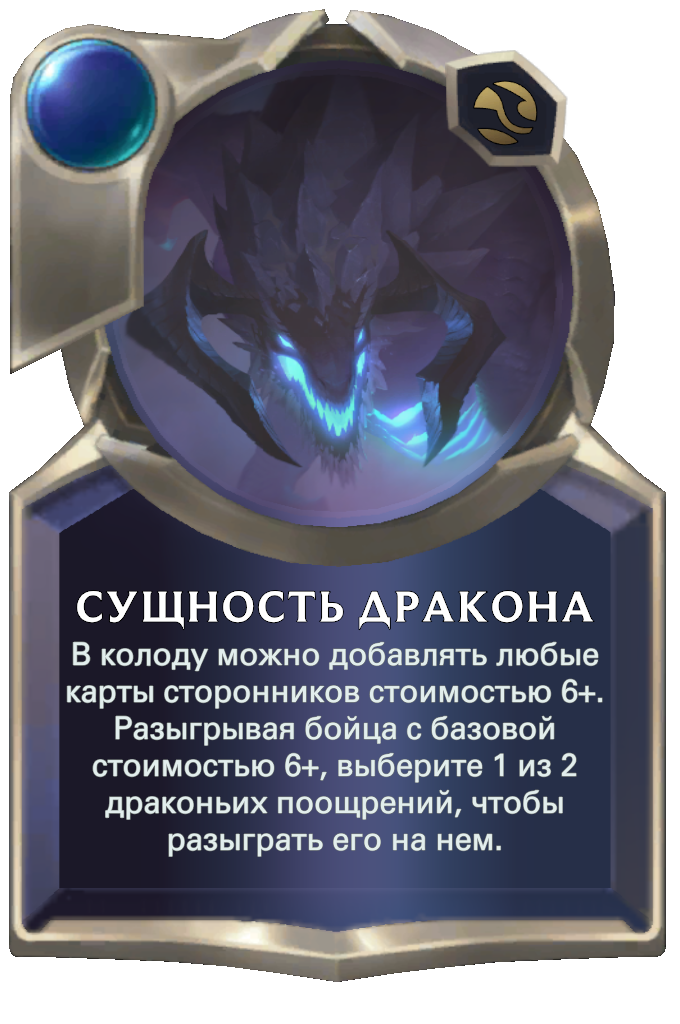 СУЩНОСТЬ ДРАКОНА
В колоду можно добавлять любые
карты сторонников стоимостью 6+.
Разыгрывая бойца с базовой
стоимостью 6+, выберите 1 из 2
драконьих поощрений, чтобы
разыграть его на нем.